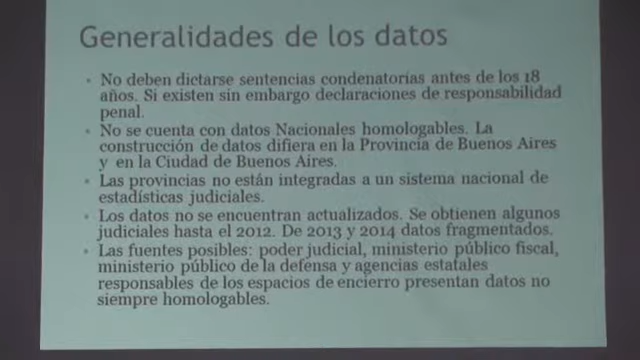 Generalidades de los datos
No deben dictarse sentencias condenatorias antes de los 18
años. Si existen sin embargo declaraciones de responsabilidad
penal.
No se cuenta con datos Nacionales homologables. La
construcción de datos difiera en la Provincia de Buenos Aires
y en la Ciudad de Buenos Aires.
Las provincias no están integradas a un sistema nacional de
estadísticas judiciales.
Los datos no se encuentran actualizados. Se obtienen algunos
judiciales hasta el 2012. De 2013 y 2014 datos fragmentados.
Las fuentes posibles: poder judicial, ministerio público fiscal,
ministerio público de la defensa y agencias estatales
responsables de los espacios de encierro presentan datos no
siempre homologables.